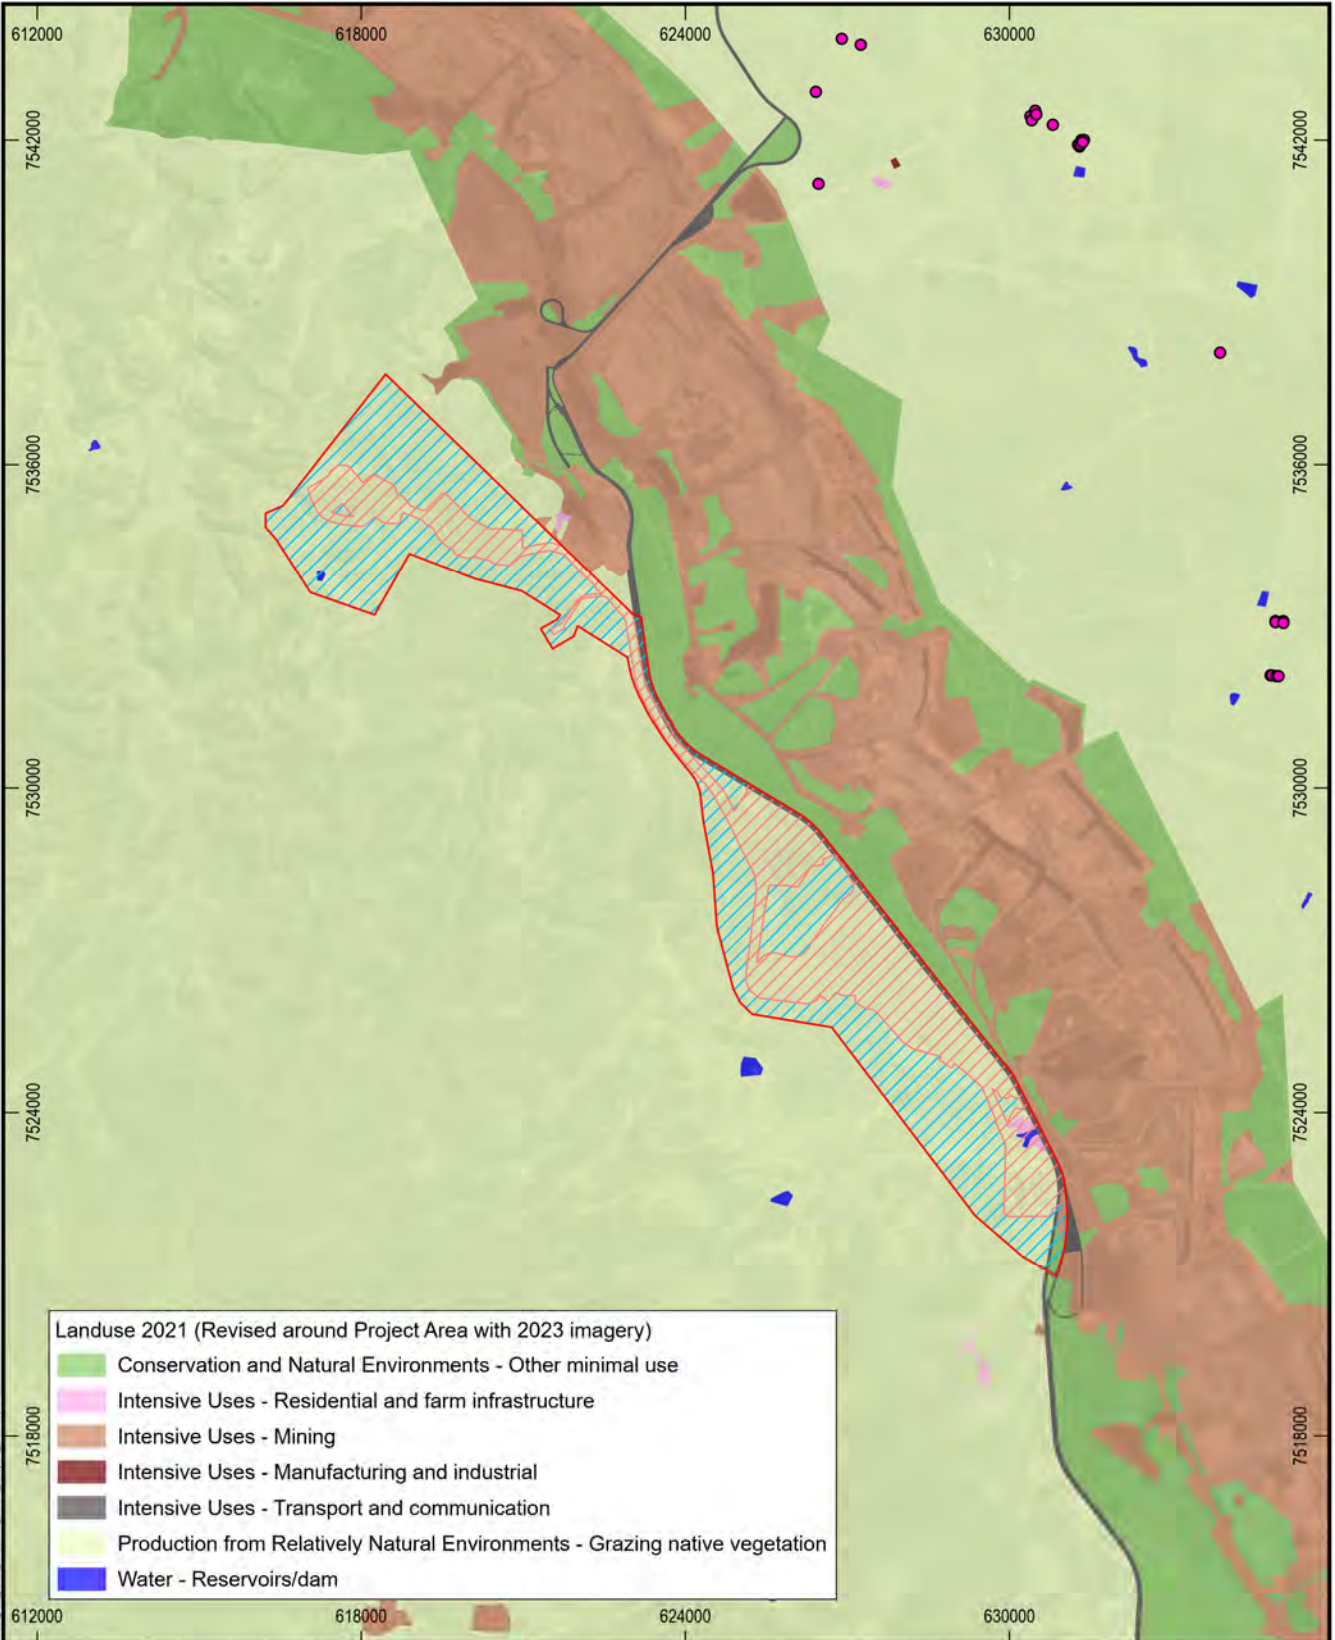 612000
618000
624000
630000
7542000
7542000
7536000
7536000
7530000
7530000
7524000
7524000
7518000
7518000
Landuse 2021 (Revised around Project Area with 2023 imagery)
Conservation and Natural Environments - Other minimal use
Intensive Uses - Residential and farm infrastructure
Intensive Uses - Mining
Intensive Uses - Manufacturing and industrial
Intensive Uses - Transport and communication
Production from Relatively Natural Environments - Grazing native vegetation
Water - Reservoirs/dam
612000
618000
624000
630000